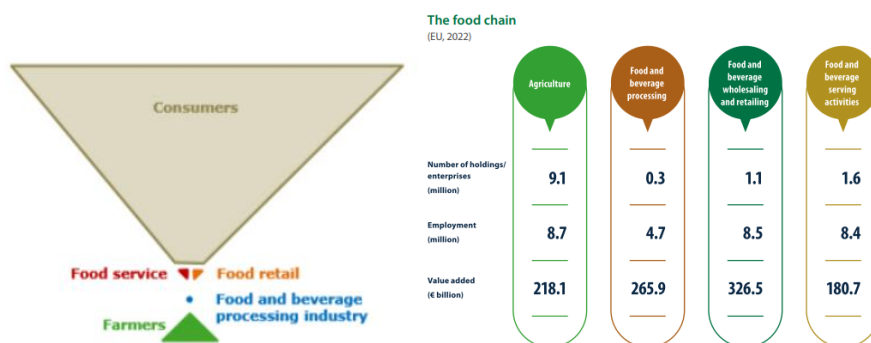 Consumers
Food service
Food retail
Food and beverage
processing industry
Farmers
The food chain
(EU, 2022)
Agriculture
Food and
beverage
processing
Food and
beverage
wholesaling
and retailing
Food and
beverage
serving
activities
Number of holdings/
enterprises
(million)
9.1
0.3
1.1
1.6
Employment
(million)
8.7
4.7
8.5
8.4
Value added
(€ billion)
218.1
265.9
326.5
180.7